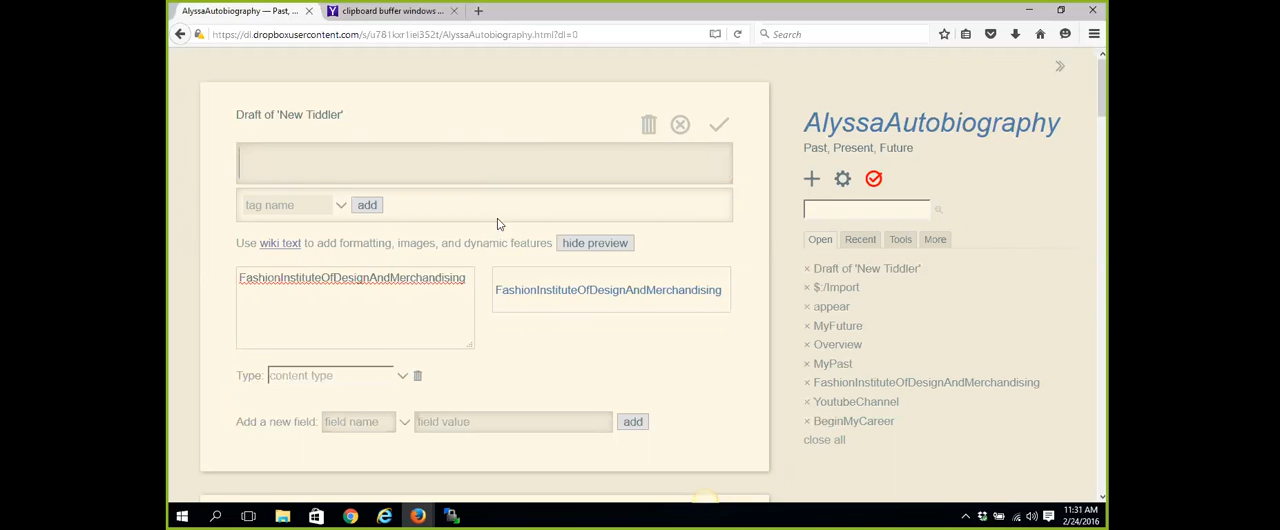 AlyssaAutobiography — Past, ...
clipboard buffer windows ...
https://dl.dropboxusercontent.com/s/u781kxr1iei352t/AlyssaAutobiography.html?dl=0
Search
Draft of 'New Tiddler'
tag name
add
Use wiki text to add formatting, images, and dynamic features
hide preview
FashionInstituteOfDesignAndMerchandising
FashionInstituteOfDesignAndMerchandising
Type:
content type
Add a new field:
field name
field value
add
AlyssaAutobiography
Past, Present, Future
Open
Recent
Tools
More
× Draft of 'New Tiddler'
× $:/Import
× appear
× MyFuture
× Overview
× MyPast
× FashionInstituteOfDesignAndMerchandising
× YoutubeChannel
× BeginMyCareer
close all
11:31 AM
2/24/2016